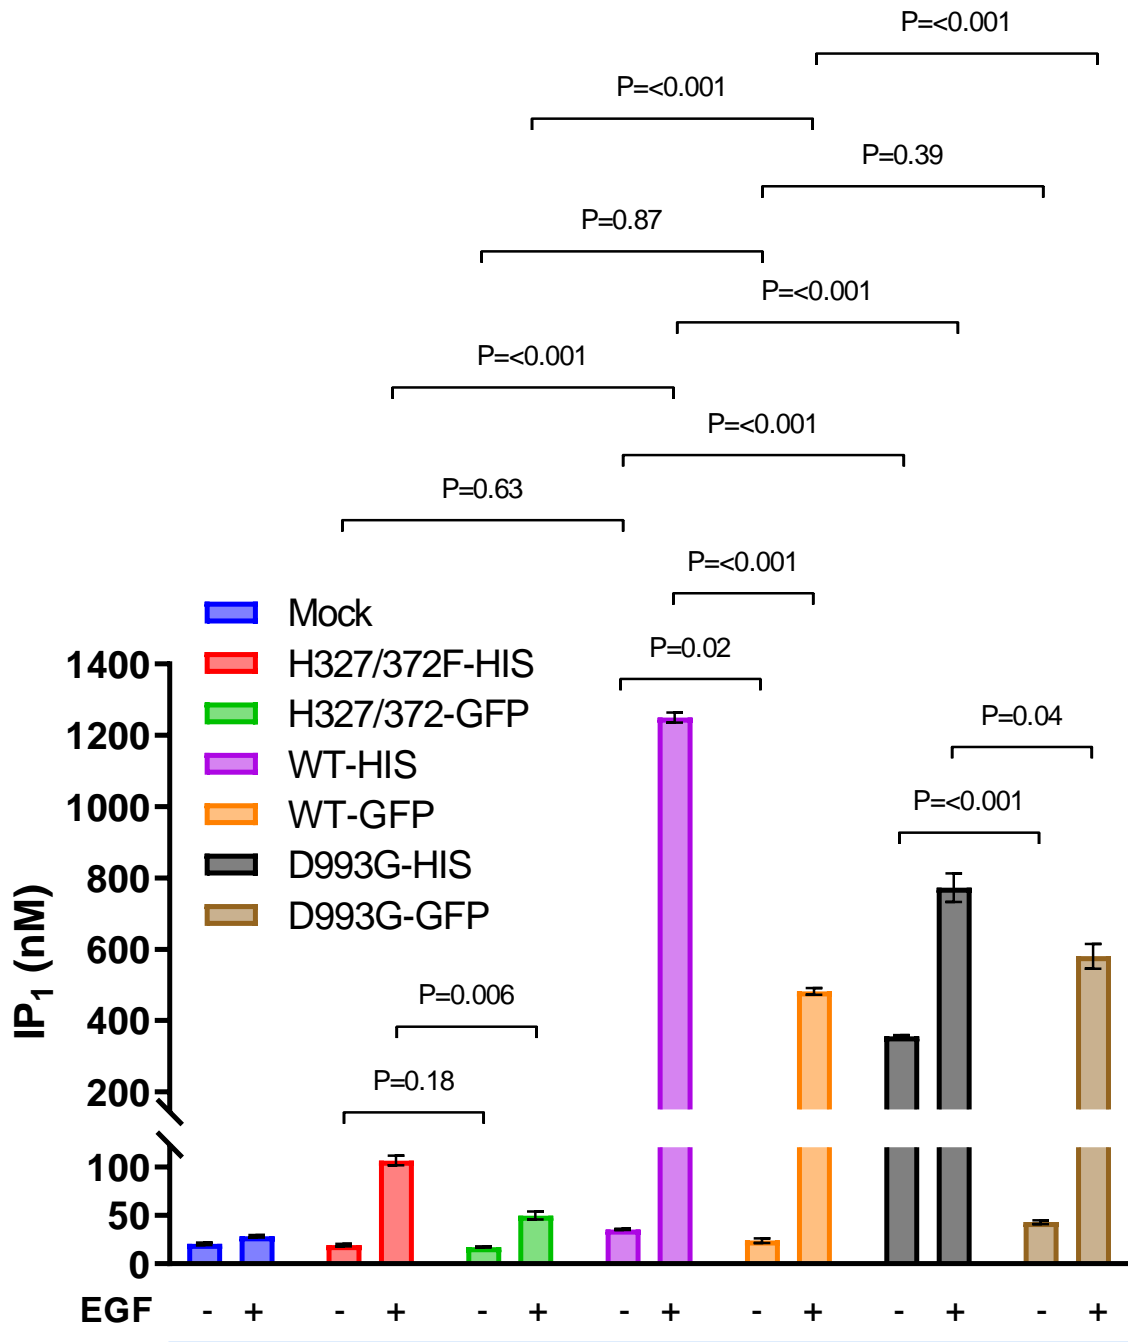 P=<0.001
P=<0.001
P=0.39
P=0.87
P=<0.001
P=<0.001
P=<0.001
P=0.63
P=<0.001
Mock
H327/372F-HIS
H327/372-GFP
WT-HIS
WT-GFP
D993G-HIS
D993G-GFP
P=0.02
P=0.04
P=<0.001
P=0.006
P=0.18
IP1 (nM)
1400
1200
1000
800
600
400
200
100
50
0
EGF - + - + - + - + - + - + - +